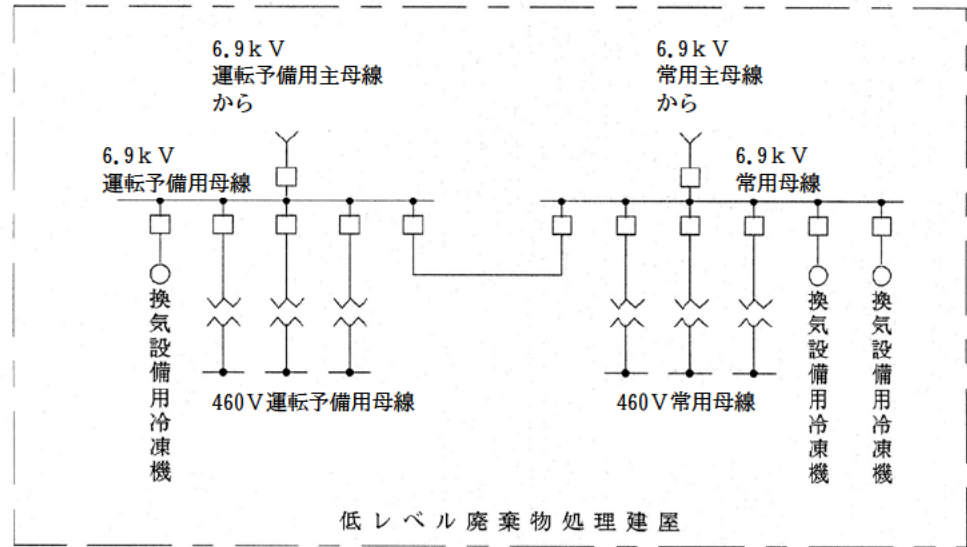 6.9kV
運転予備用主母線
から
6.9kV
常用主母線
から
6.9kV
運転予備用母線
6.9kV
常用母線
換気設備用冷凍機
460V運転予備用母線
460V常用母線
換気設備用冷凍機
換気設備用冷凍機
低レベル廃棄物処理建屋